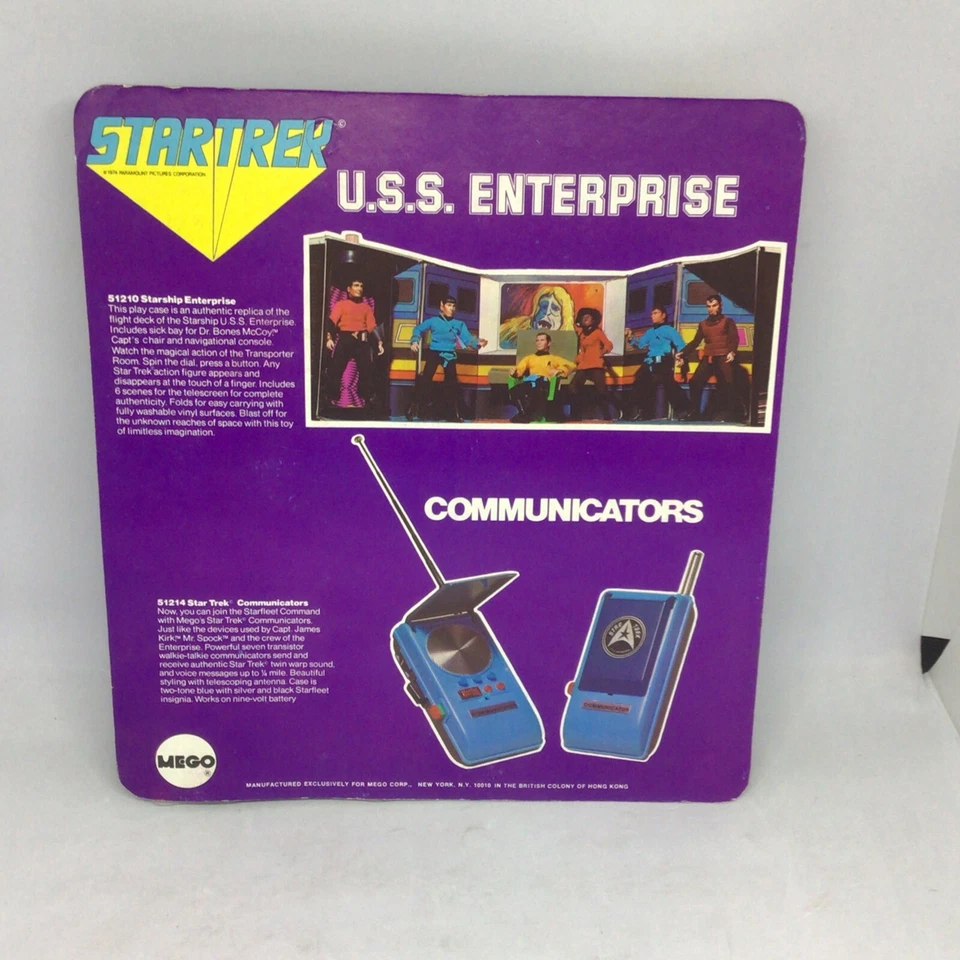 STAR TREK©
© 1974 PARAMOUNT PICTURES CORPORATION
U.S.S. ENTERPRISE
51210 Starship Enterprise
This play case is an authentic replica of the
flight deck of the Starship U.S.S. Enterprise.
Includes sick bay for Dr. Bones McCoy,™
Capt's chair and navigational console.
Watch the magical action of the Transporter
Room. Spin the dial, press a button. Any
Star Trek action figure appears and
disappears at the touch of a finger. Includes
6 scenes for the telescreen for complete
authenticity. Folds for easy carrying with
fully washable vinyl surfaces. Blast off for
the unknown reaches of space with this toy
of limitless imagination.
COMMUNICATORS
51214 Star Trek® Communicators
Now, you can join the Starfleet Command
with Mego's Star Trek® Communicators.
Just like the devices used by Capt. James
Kirk,™ Mr. Spock™ and the crew of the
Enterprise. Powerful seven transistor
walkie-talkie communicators send and
receive authentic Star Trek® twin warp sound,
and voice messages up to ¼ mile. Beautiful
styling with telescoping antenna. Case is
two-tone blue with silver and black Starfleet
insignia. Works on nine-volt battery
STAR TREK
COMMUNICATOR
MEGO®
MANUFACTURED EXCLUSIVELY FOR MEGO CORP., NEW YORK, N.Y. 10010 IN THE BRITISH COLONY OF HONG KONG